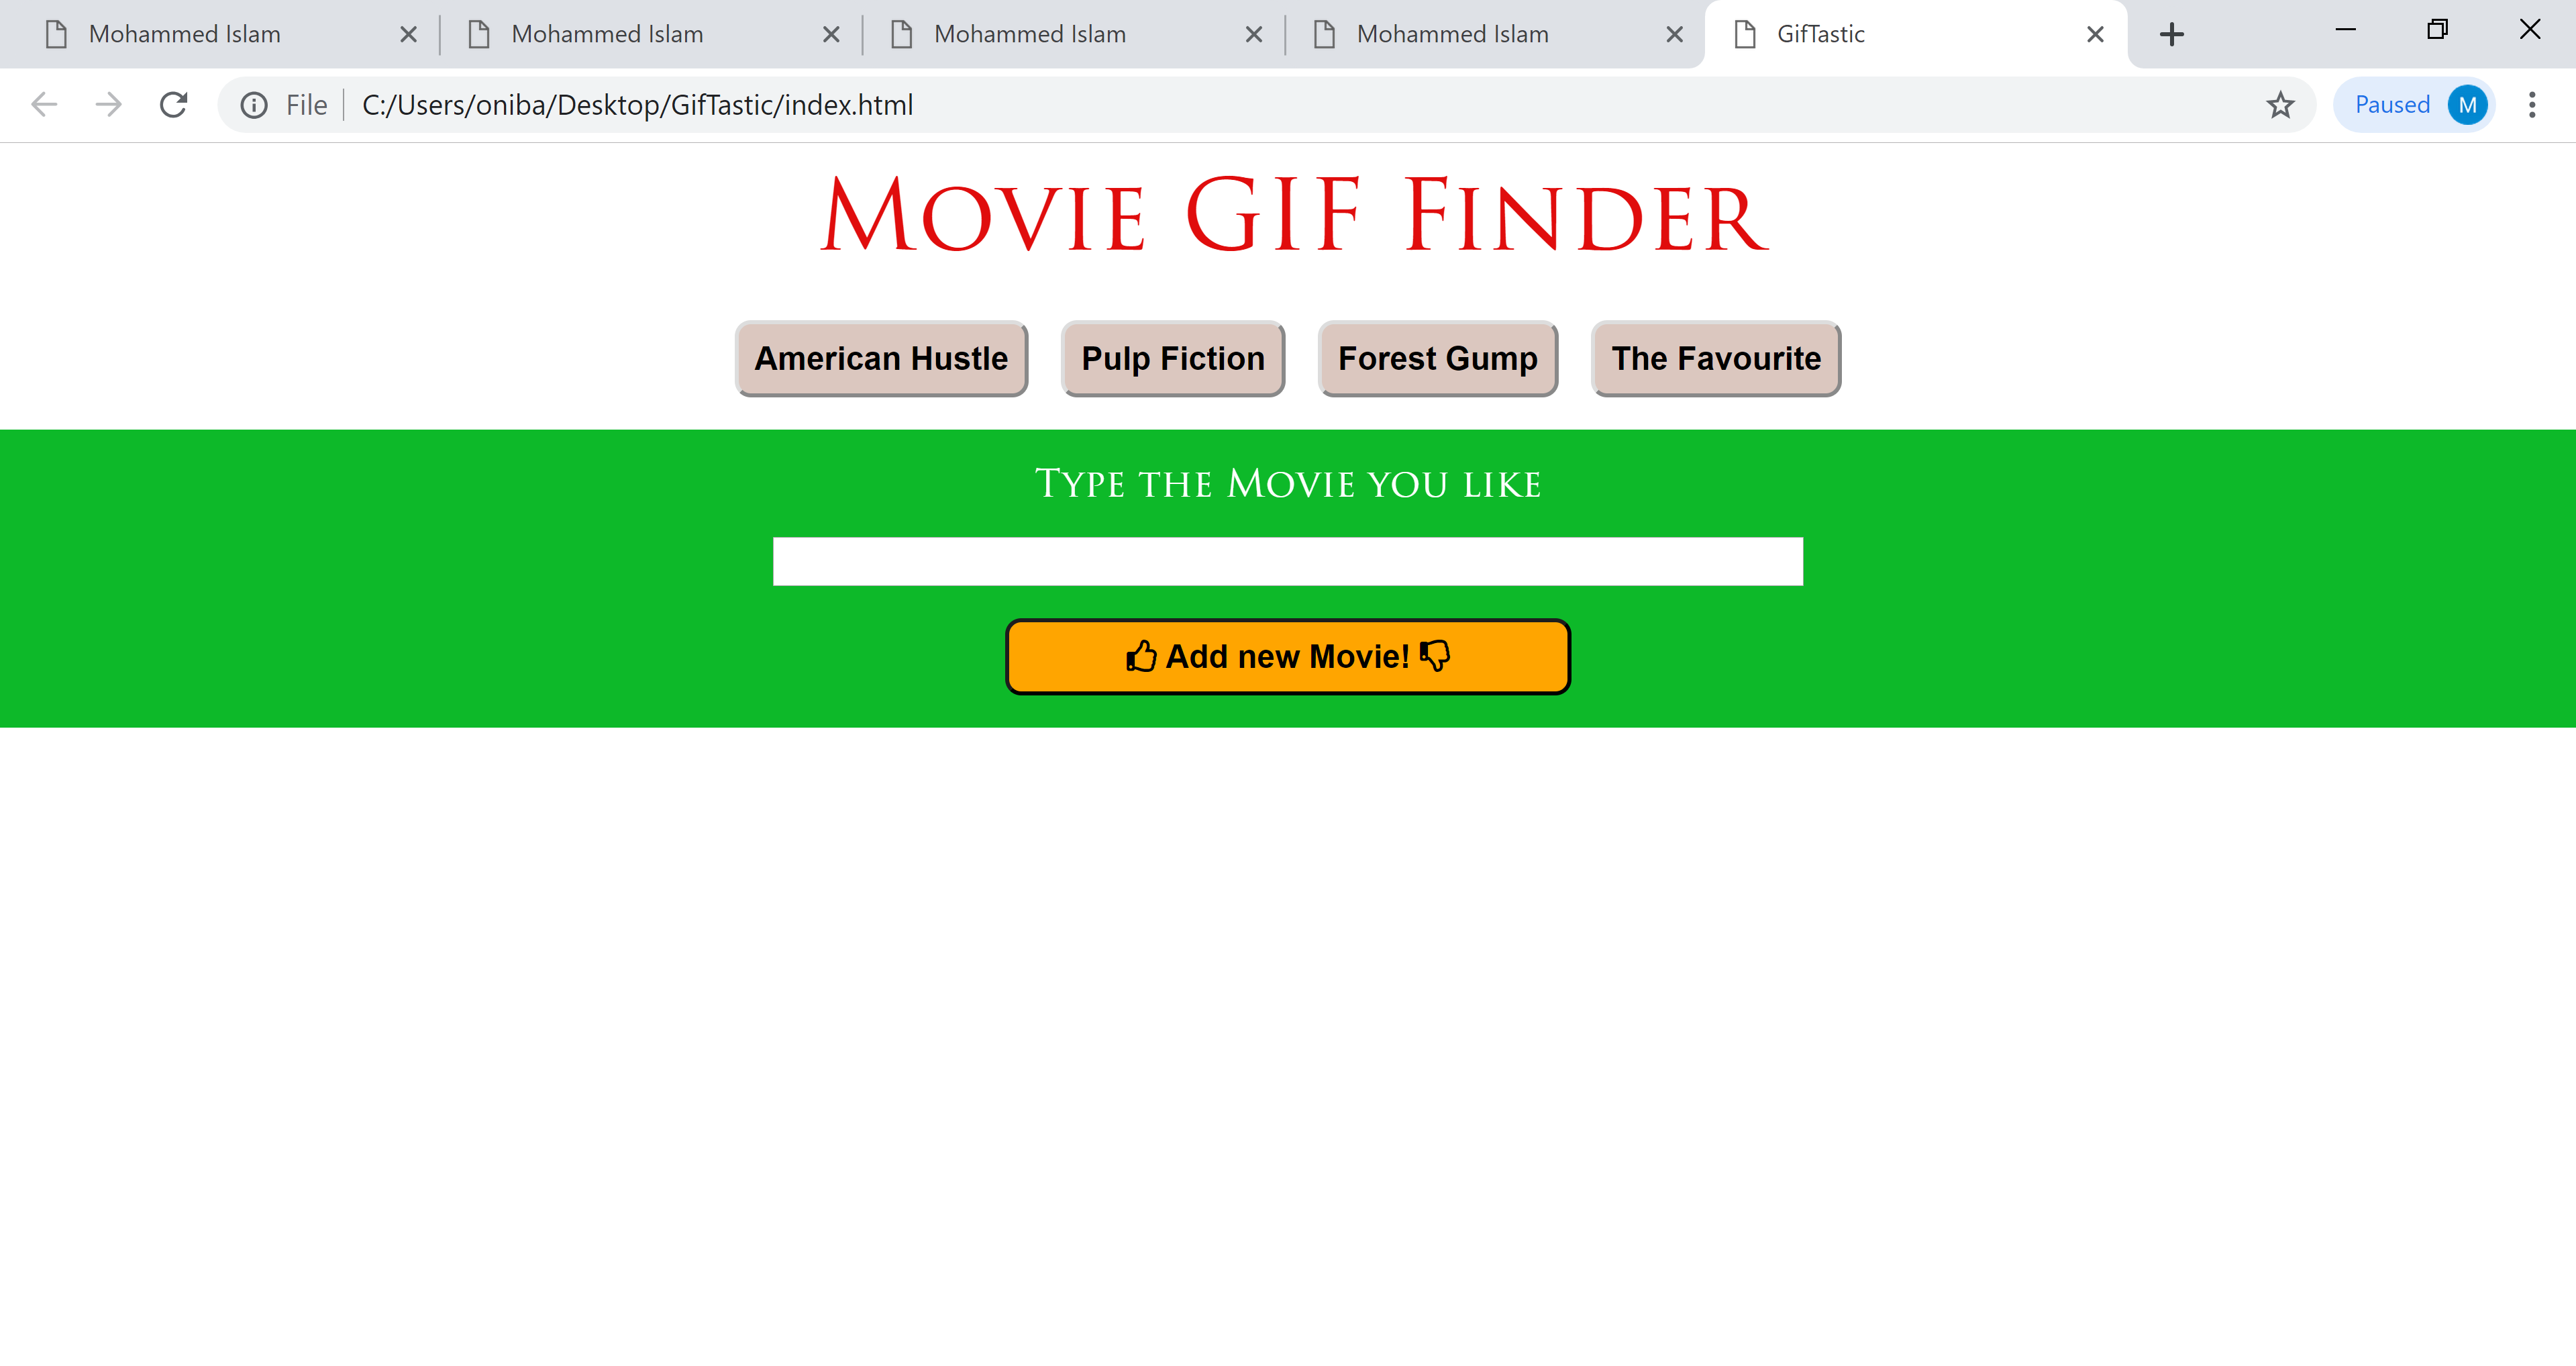 Mohammed Islam
Mohammed Islam
Mohammed Islam
Mohammed Islam
GifTastic
File
C:/Users/oniba/Desktop/GifTastic/index.html
Paused
M
Movie GIF Finder
American Hustle
Pulp Fiction
Forest Gump
The Favourite
Type the Movie you like
Add new Movie!